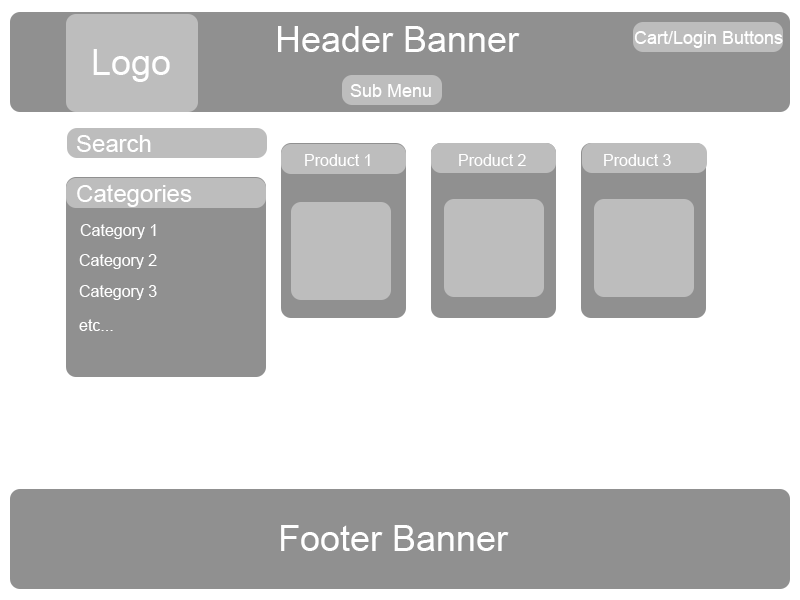 Logo
Header Banner
Cart/Login Buttons
Sub Menu
Search
Categories
Category 1
Category 2
Category 3
etc...
Product 1
Product 2
Product 3
Footer Banner